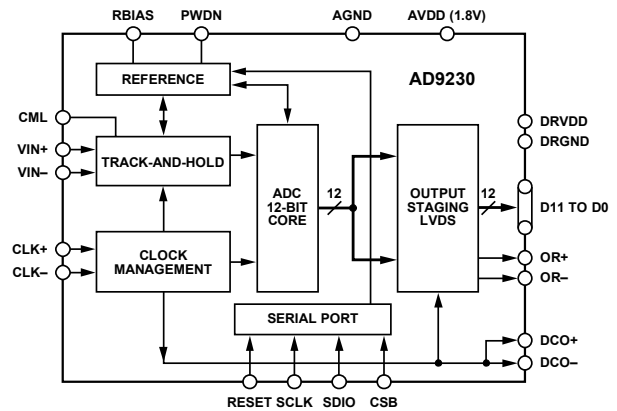 RBIAS PWDN AGND AVDD (1.8V)
REFERENCE
AD9230
CML
VIN+
VIN–
TRACK-AND-HOLD
ADC
12-BIT
CORE
12
OUTPUT
STAGING
LVDS
12
DRVDD
DRGND
D11 TO D0
CLK+
CLK–
CLOCK
MANAGEMENT
OR+
OR–
SERIAL PORT
DCO+
DCO–
RESET SCLK SDIO CSB